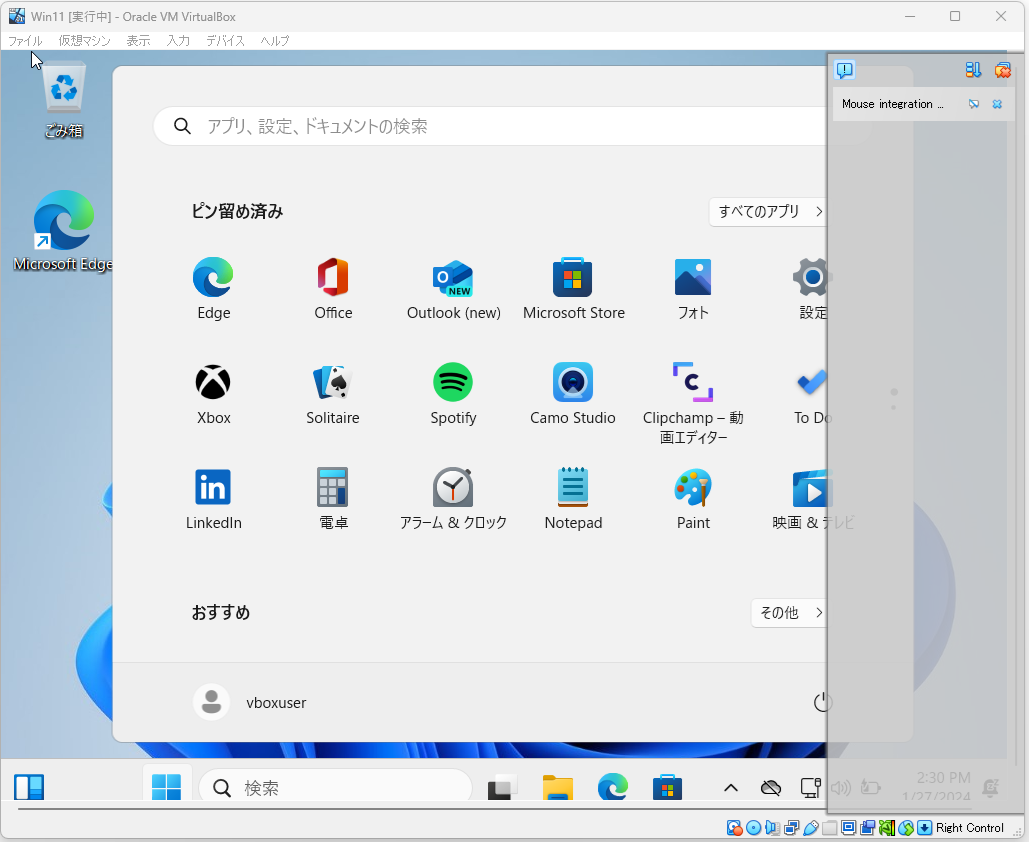 Win11 [実行中] - Oracle VM VirtualBox
ファイル 仮想マシン 表示 入力 デバイス ヘルプ
Mouse integration ...
ごみ箱
アプリ、設定、ドキュメントの検索
ピン留め済み
すべてのアプリ
Microsoft Edge
Edge
Office
Outlook (new)
NEW
Microsoft Store
フォト
設定
Xbox
Solitaire
Spotify
Camo Studio
Clipchamp – 動
画エディター
To Do
LinkedIn
電卓
アラーム & クロック
Notepad
Paint
映画 & テレビ
おすすめ
その他
vboxuser
検索
2:30 PM
1/27/2024
Right Control